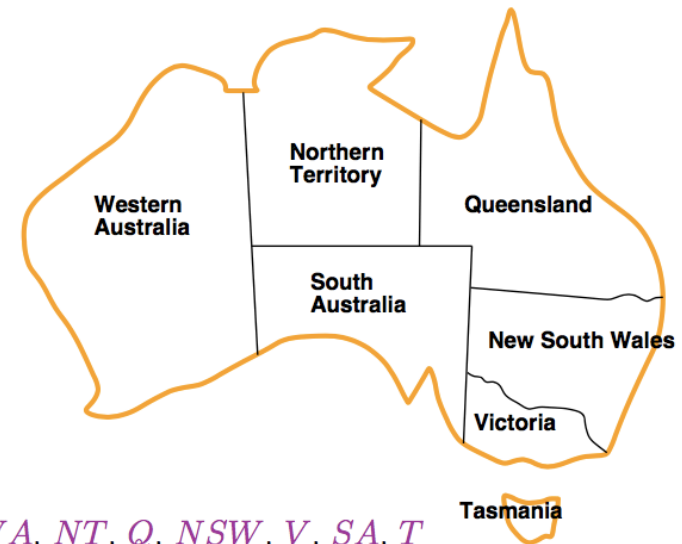 Northern
Territory
Western
Australia
Queensland
South
Australia
New South Wales
Victoria
Tasmania
A, NT, Q, NSW, V, SA, T